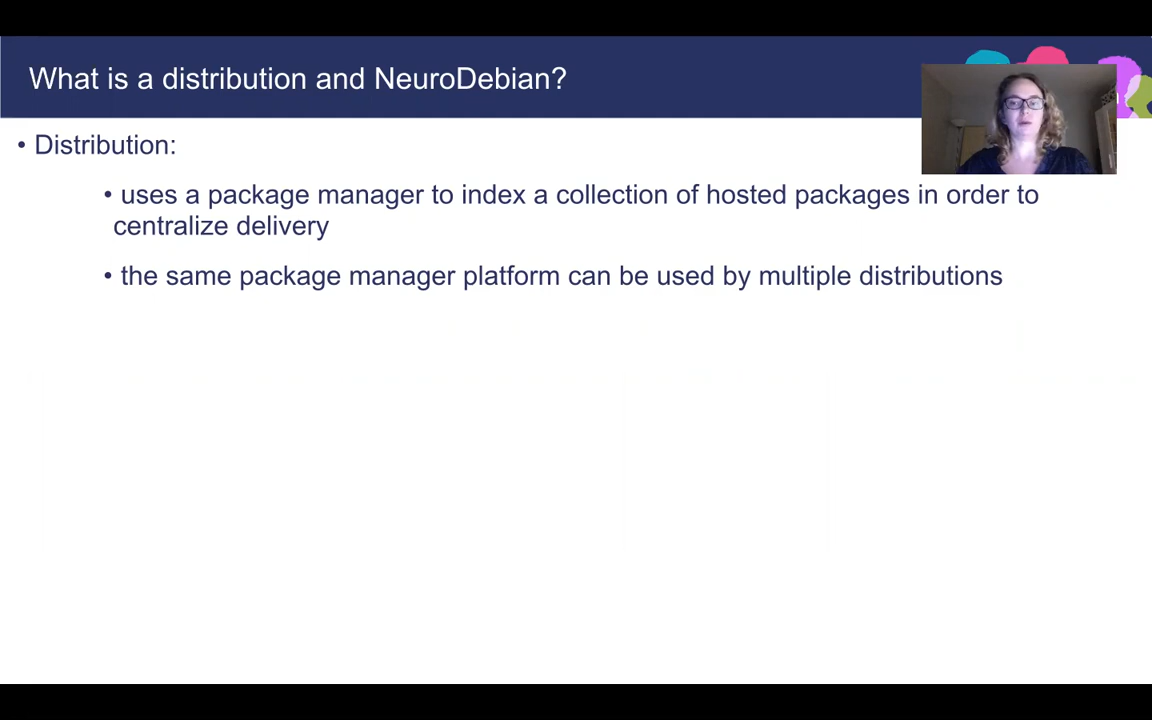 What is a distribution and NeuroDebian?
• Distribution:
• uses a package manager to index a collection of hosted packages in order to
centralize delivery
• the same package manager platform can be used by multiple distributions